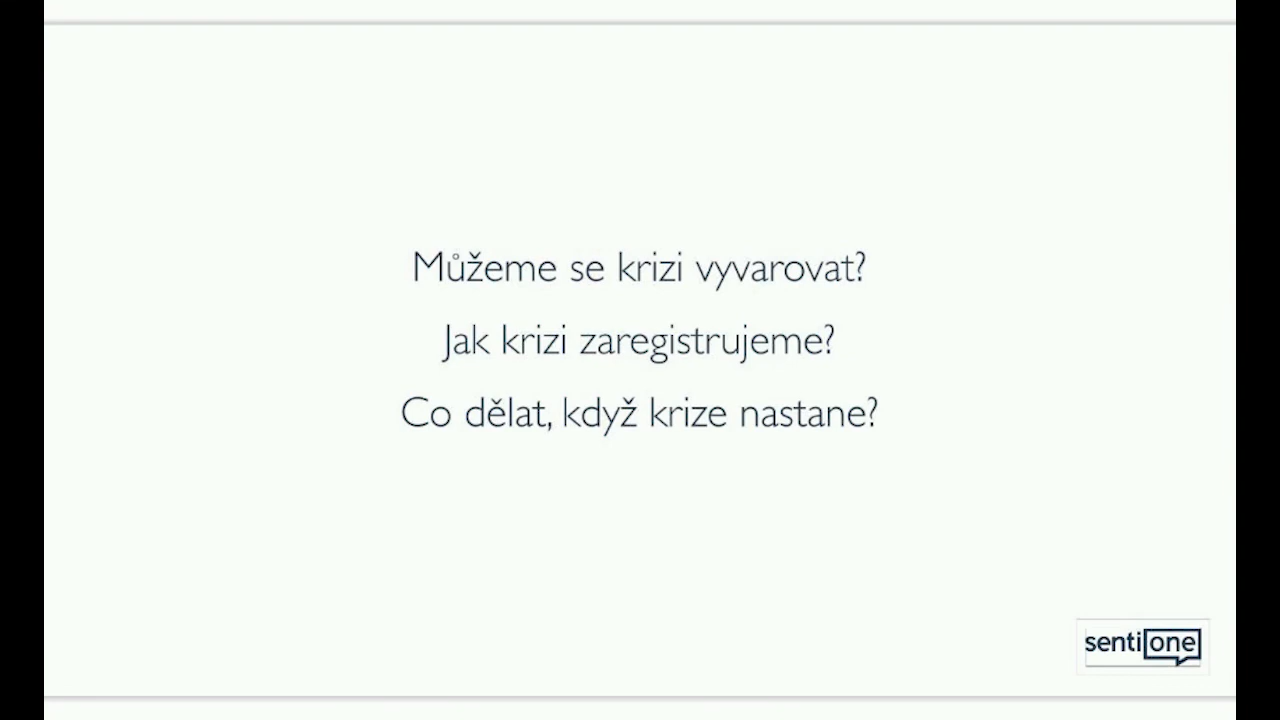 Můžeme se krizi vyvarovat?
Jak krizi zaregistrujeme?
Co dělat, když krize nastane?
sentione